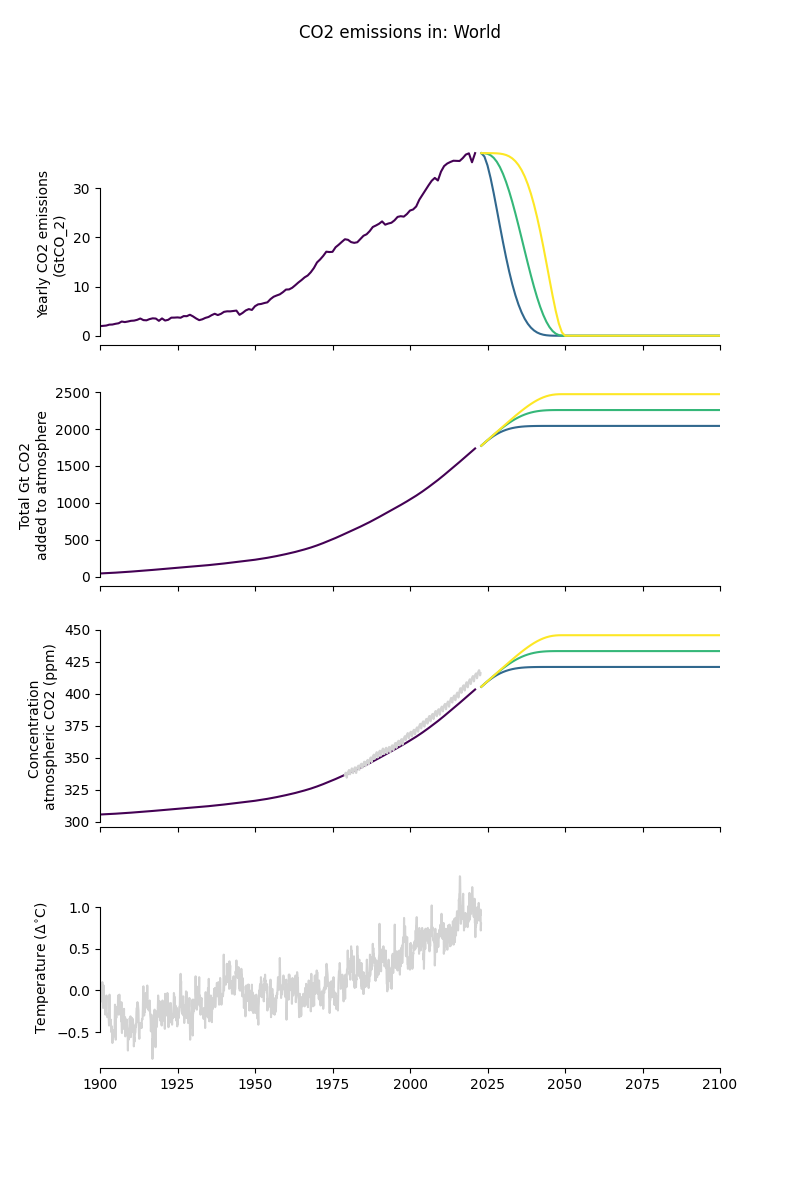 CO2 emissions in: World
Yearly CO2 emissions
(GtCO_2)
30
20
10
0
Total Gt CO2
added to atmosphere
2500
2000
1500
1000
500
0
Concentration
atmospheric CO2 (ppm)
450
425
400
375
350
325
300
Temperature (Δ°C)
1.0
0.5
0.0
−0.5
1900 1925 1950 1975 2000 2025 2050 2075 2100